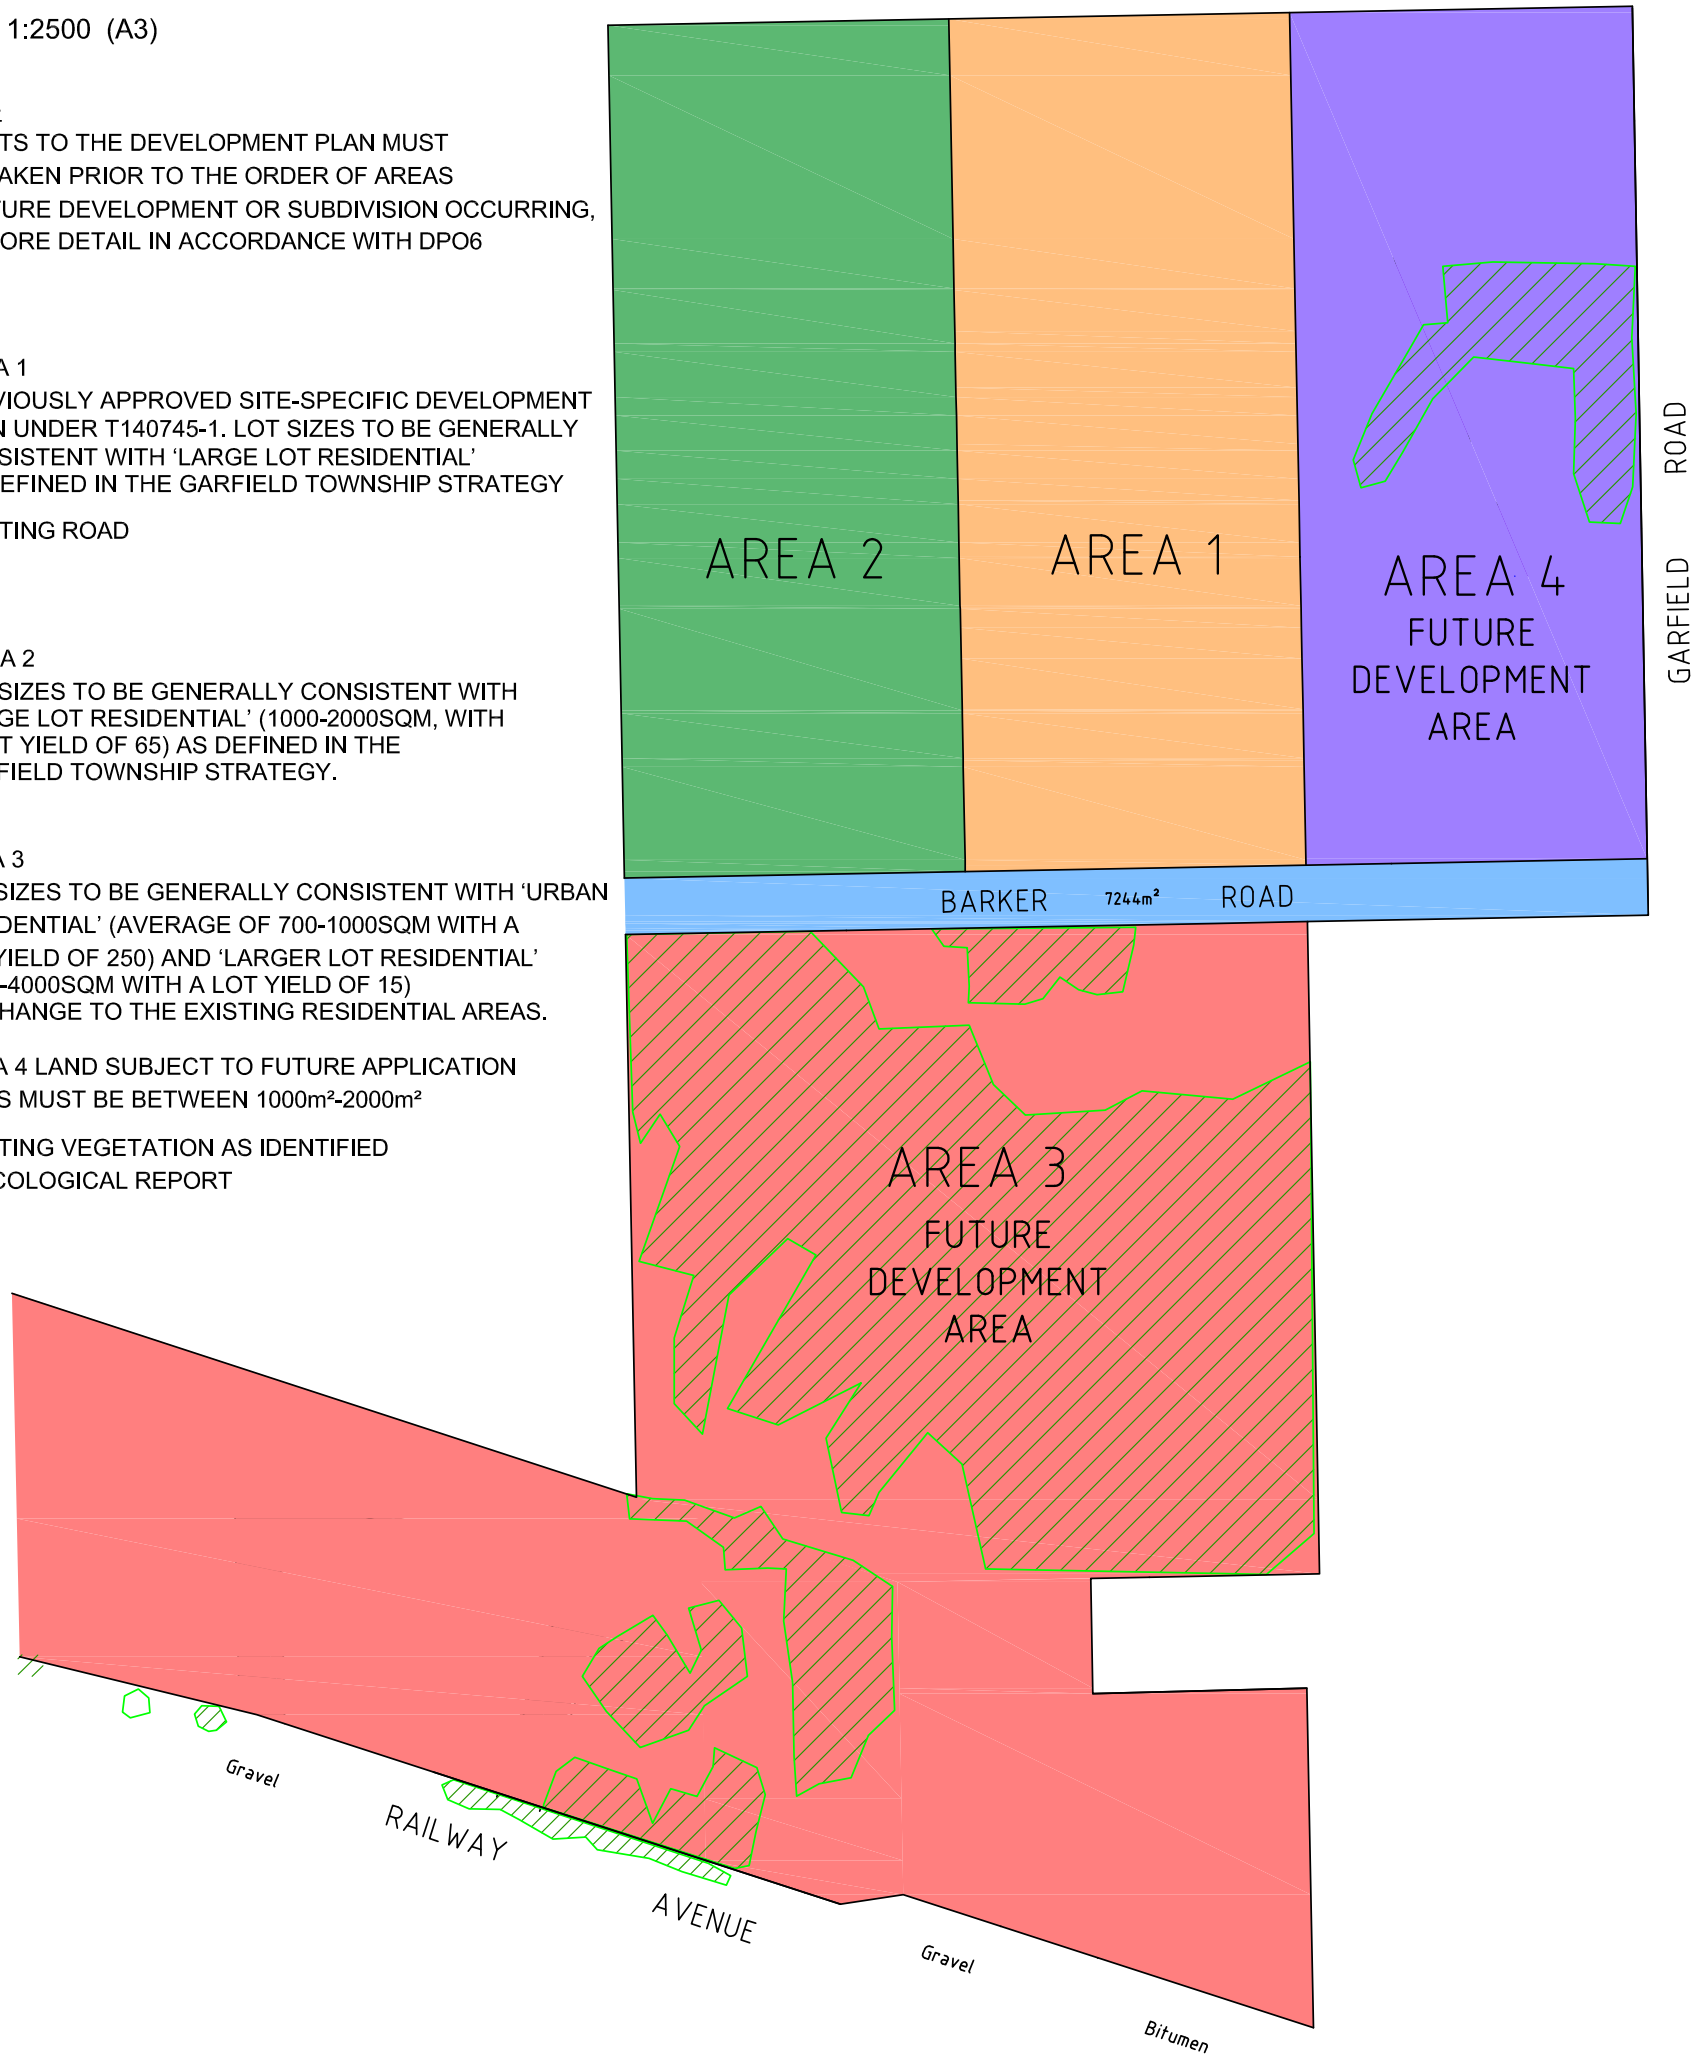 1:2500 (A3)
TS TO THE DEVELOPMENT PLAN MUST
AKEN PRIOR TO THE ORDER OF AREAS
TURE DEVELOPMENT OR SUBDIVISION OCCURRING,
ORE DETAIL IN ACCORDANCE WITH DPO6
A 1
VIOUSLY APPROVED SITE-SPECIFIC DEVELOPMENT
N UNDER T140745-1. LOT SIZES TO BE GENERALLY
SISTENT WITH ‘LARGE LOT RESIDENTIAL’
EFINED IN THE GARFIELD TOWNSHIP STRATEGY
TING ROAD
A 2
SIZES TO BE GENERALLY CONSISTENT WITH
GE LOT RESIDENTIAL’ (1000-2000SQM, WITH
T YIELD OF 65) AS DEFINED IN THE
FIELD TOWNSHIP STRATEGY.
A 3
SIZES TO BE GENERALLY CONSISTENT WITH ‘URBAN
DENTIAL’ (AVERAGE OF 700-1000SQM WITH A
YIELD OF 250) AND ‘LARGER LOT RESIDENTIAL’
-4000SQM WITH A LOT YIELD OF 15)
HANGE TO THE EXISTING RESIDENTIAL AREAS.
A 4 LAND SUBJECT TO FUTURE APPLICATION
S MUST BE BETWEEN 1000m²-2000m²
TING VEGETATION AS IDENTIFIED
COLOGICAL REPORT
AREA 2
AREA 1
AREA 4
FUTURE
DEVELOPMENT
AREA
GARFIELD ROAD
BARKER 7244m² ROAD
AREA 3
FUTURE
DEVELOPMENT
AREA
Gravel
RAILWAY
AVENUE
Gravel
Bitumen